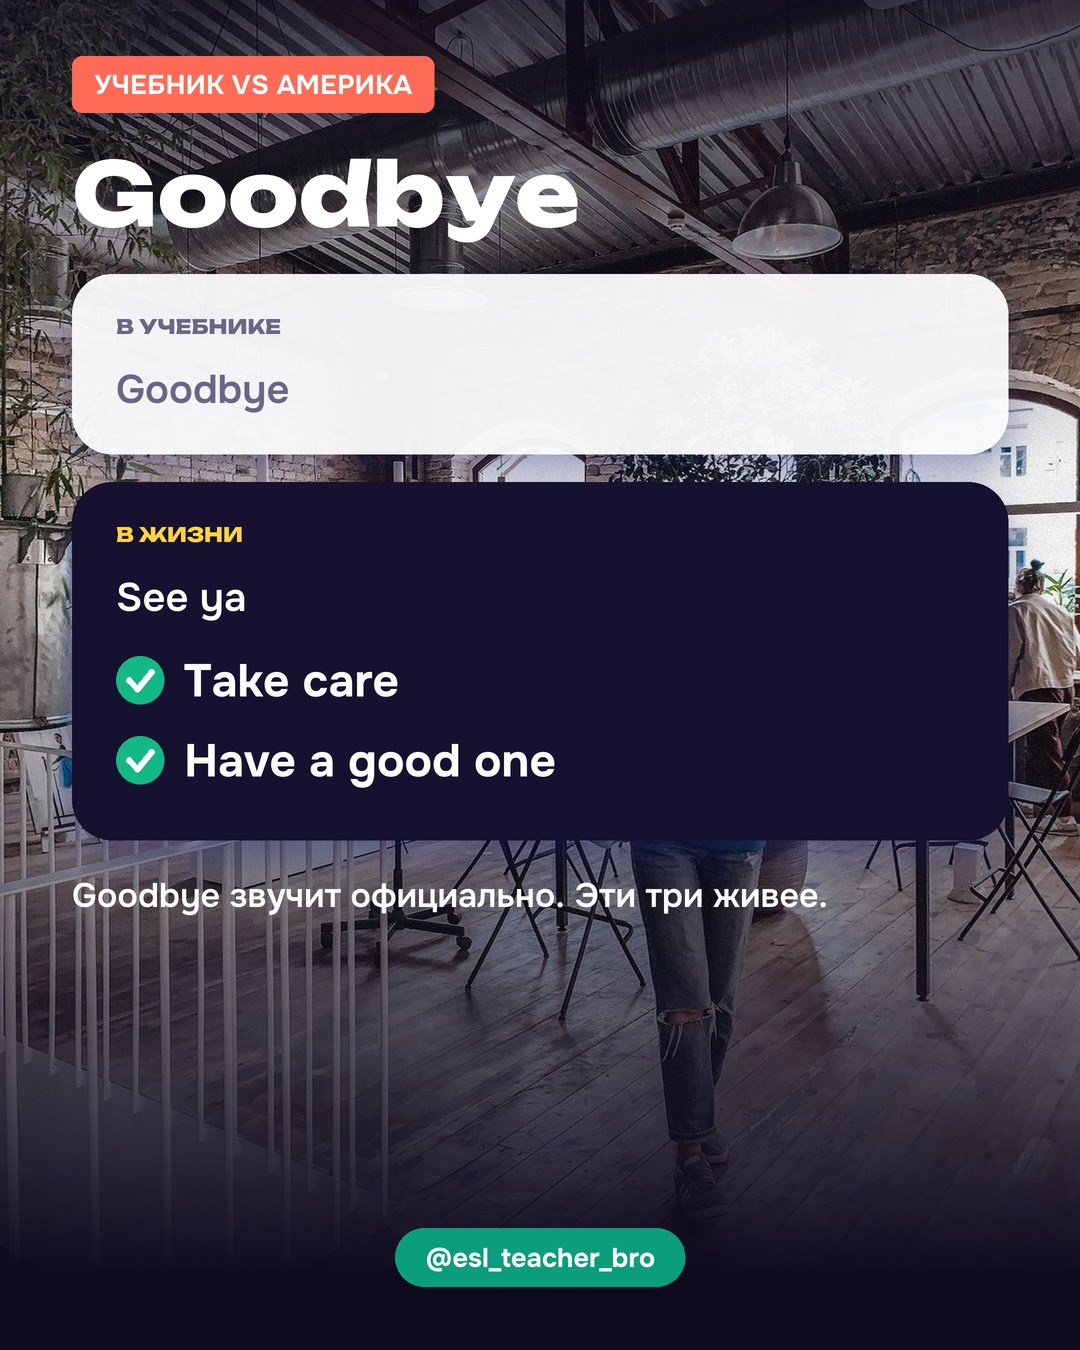 УЧЕБНИК VS АМЕРИКА
Goodbye
В УЧЕБНИКЕ
Goodbye
В ЖИЗНИ
See ya
Take care
Have a good one
Goodbye звучит официально. Эти три живее.
@esl_teacher_bro